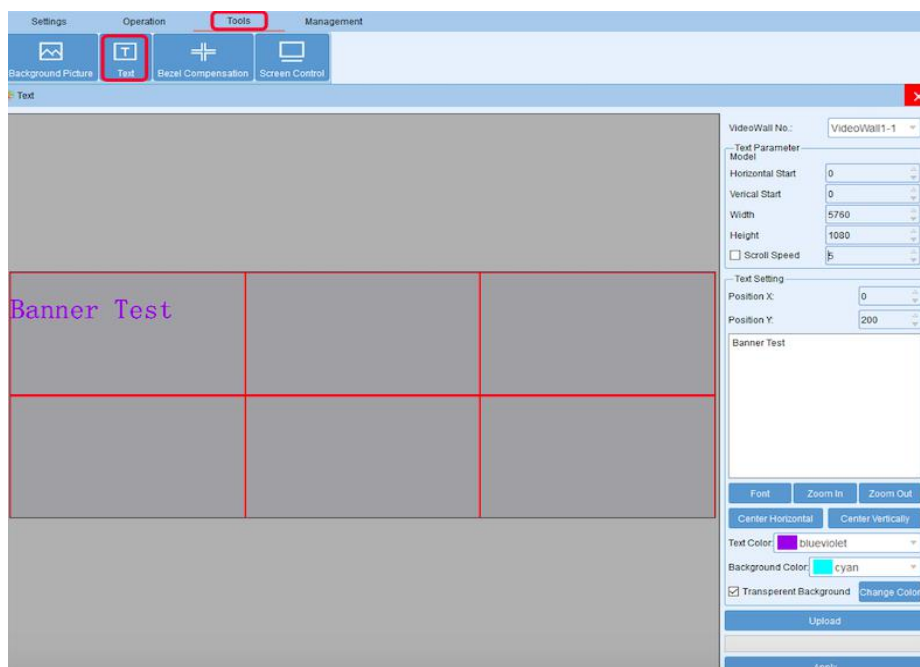 Settings Operation Tools Management
Background Picture Text Bezel Compensation Screen Control
Text
VideoWall No.: VideoWall1-1
Text Parameter
Model
Horizontal Start 0
Verical Start 0
Width 5760
Height 1080
Scroll Speed 5
Text Setting
Position X: 0
Position Y: 200
Banner Test
Banner Test
Font Zoom In Zoom Out
Center Horizontal Center Vertically
Text Color: blueviolet
Background Color: cyan
Transperent Background Change Color
Upload
Apply